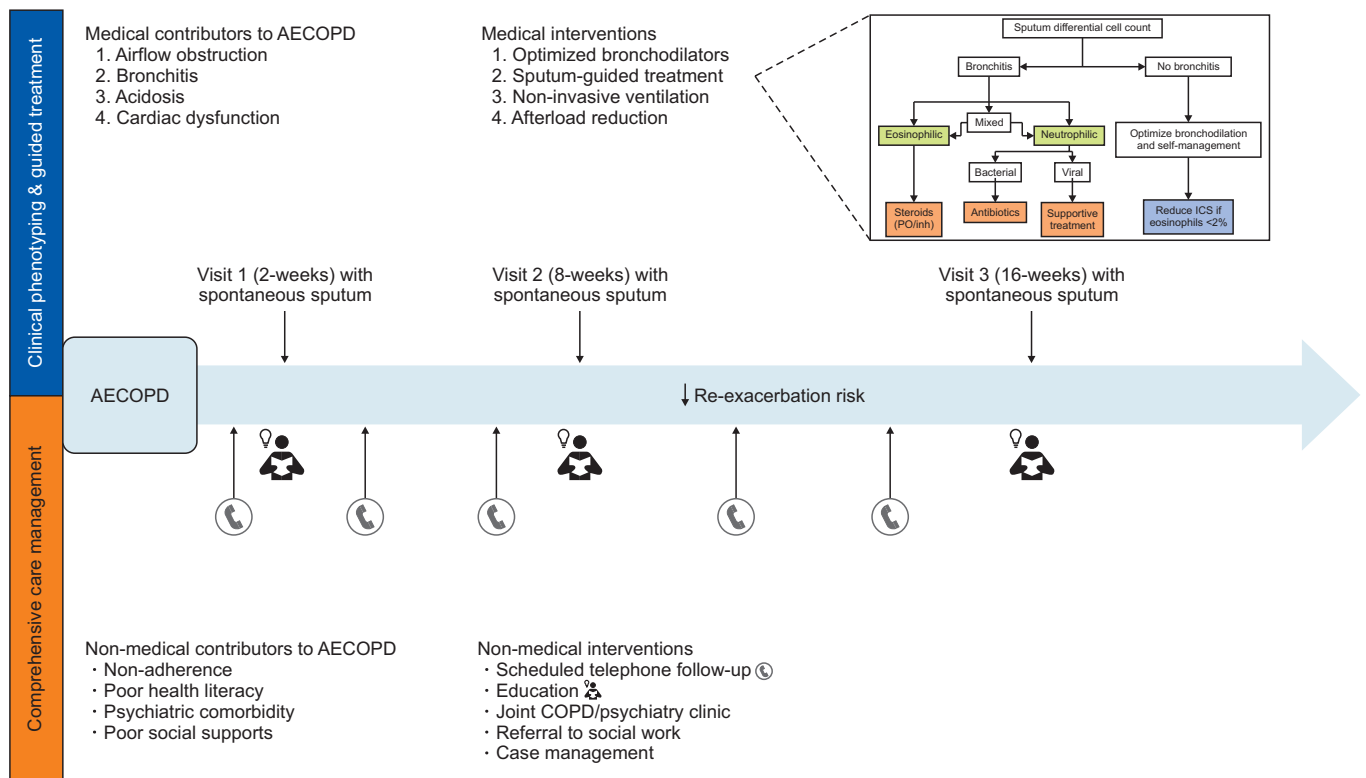 Clinical phenotyping & guided treatment
Comprehensive care management
Medical contributors to AECOPD
1. Airflow obstruction
2. Bronchitis
3. Acidosis
4. Cardiac dysfunction
Medical interventions
1. Optimized bronchodilators
2. Sputum-guided treatment
3. Non-invasive ventilation
4. Afterload reduction
Sputum differential cell count
Bronchitis
No bronchitis
Mixed
Eosinophilic
Neutrophilic
Optimize bronchodilation
and self-management
Bacterial
Viral
Steroids
(PO/inh)
Antibiotics
Supportive
treatment
Reduce ICS if
eosinophils <2%
Visit 1 (2-weeks) with
spontaneous sputum
Visit 2 (8-weeks) with
spontaneous sputum
Visit 3 (16-weeks) with
spontaneous sputum
AECOPD
↓ Re-exacerbation risk
Non-medical contributors to AECOPD
· Non-adherence
· Poor health literacy
· Psychiatric comorbidity
· Poor social supports
Non-medical interventions
· Scheduled telephone follow-up
· Education
· Joint COPD/psychiatry clinic
· Referral to social work
· Case management